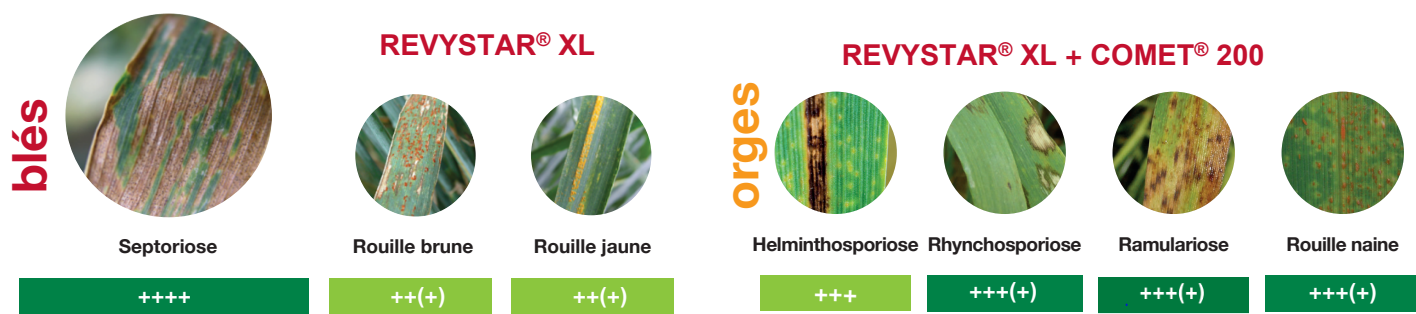 blés
REVYSTAR® XL
Septoriose
Rouille brune
Rouille jaune
++++
++(+)
++(+)
orges
REVYSTAR® XL + COMET® 200
Helminthosporiose
Rhynchosporiose
Ramulariose
Rouille naine
+++
+++(+)
+++(+)
+++(+)